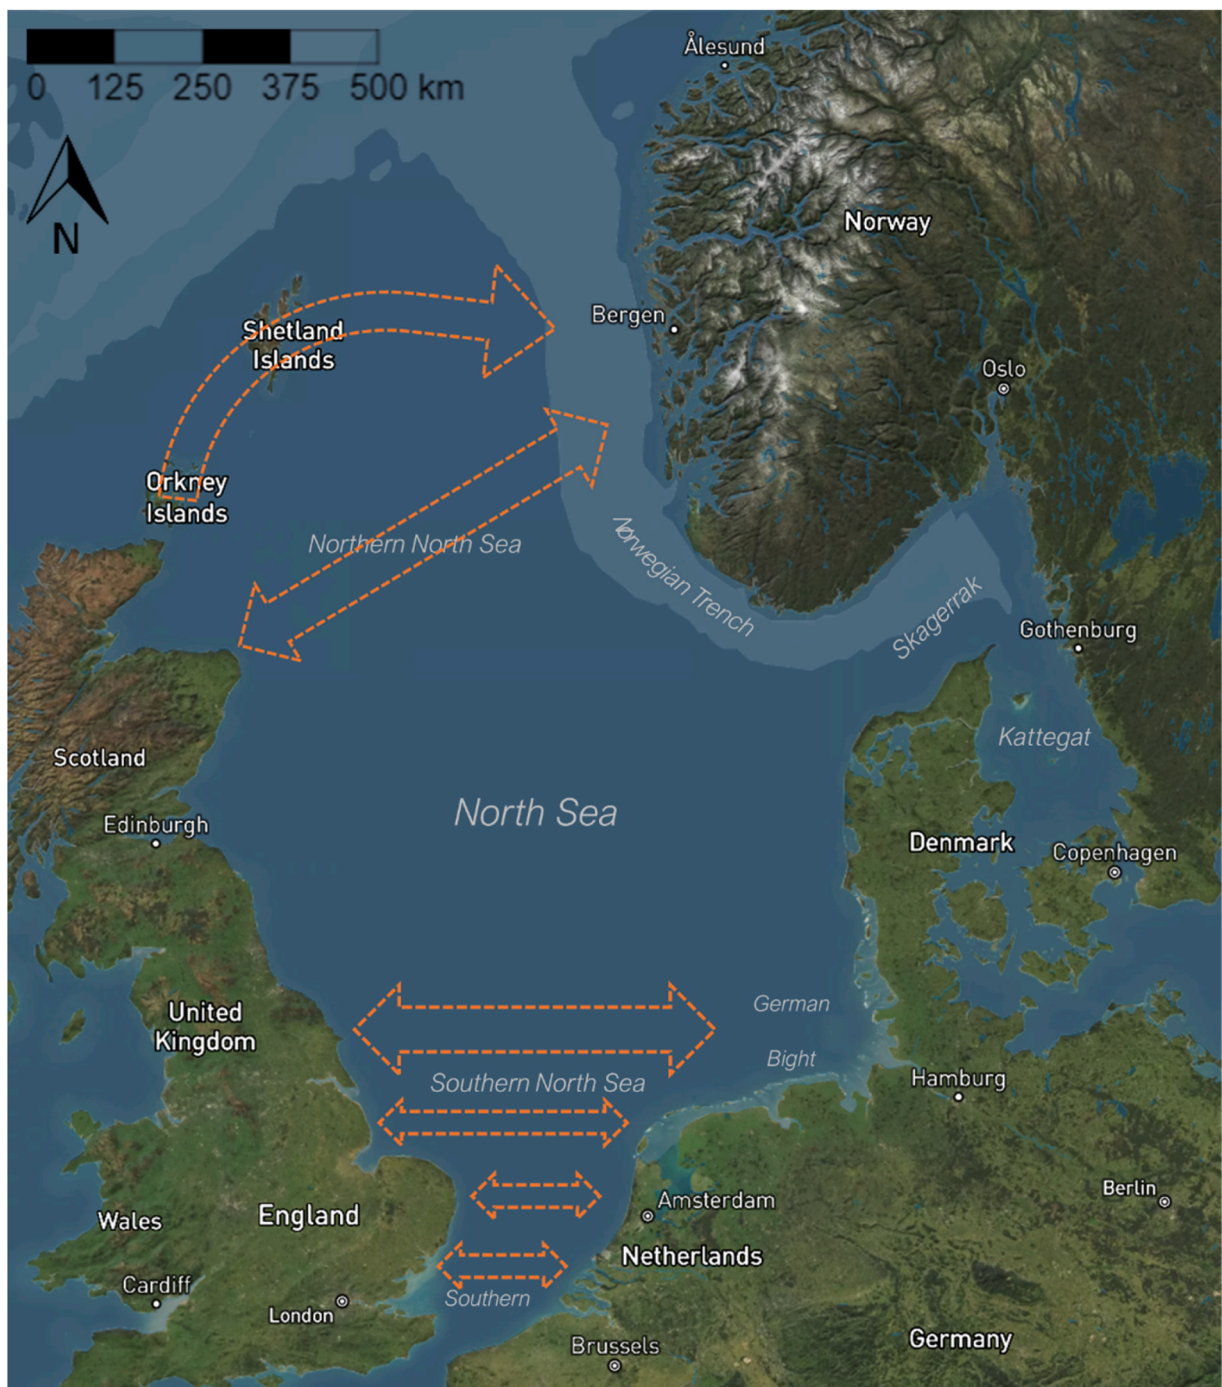 Ålesund
0 125 250 375 500 km
N
Norway
Shetland
Islands
Bergen
Oslo
Orkney
Islands
Northern North Sea
Norwegian Trench
Skagerrak
Gothenburg
Kattegat
Scotland
North Sea
Edinburgh
Denmark
Copenhagen
German
Bight
United
Kingdom
Southern North Sea
Hamburg
Amsterdam
Berlin
Wales
England
Netherlands
Cardiff
London
Southern
Brussels
Germany